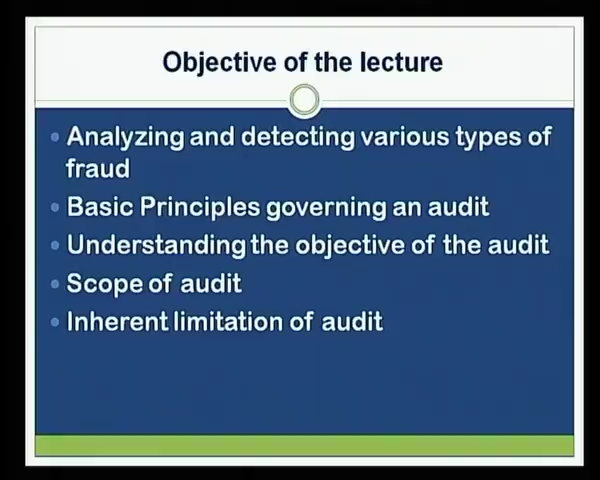 Objective of the lecture
Analyzing and detecting various types of
fraud
Basic Principles governing an audit
Understanding the objective of the audit
Scope of audit
Inherent limitation of audit